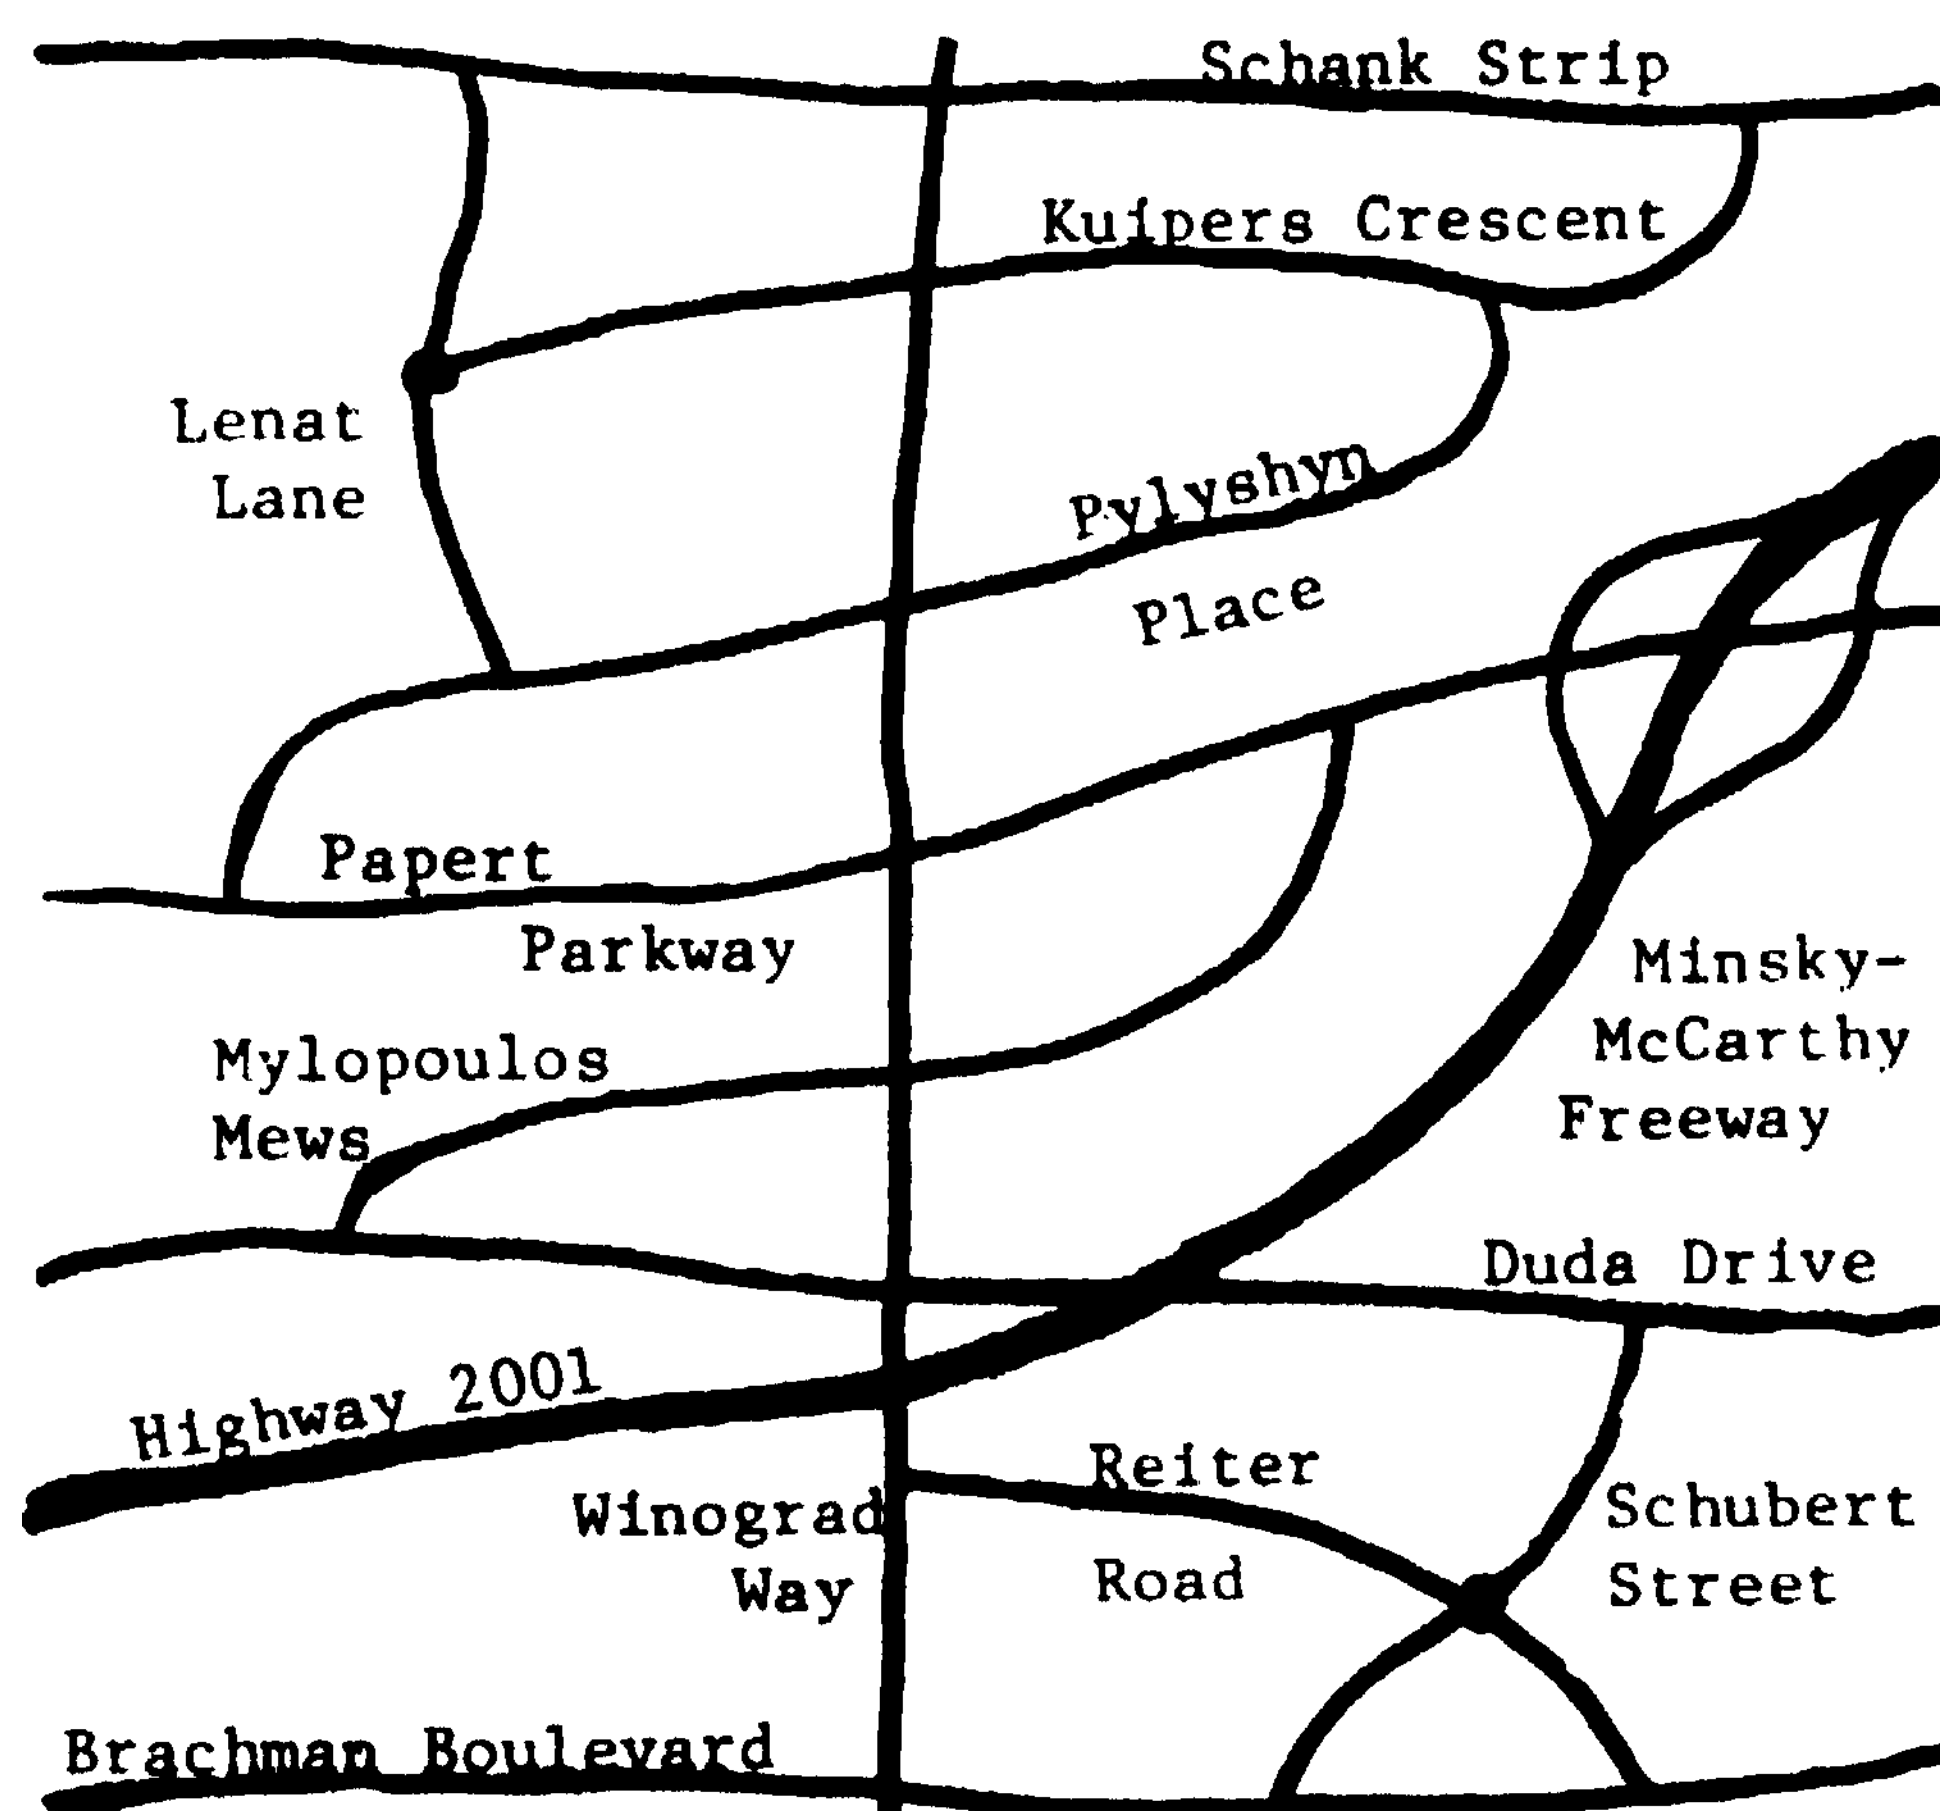 Schank Strip
Kuipers Crescent
Lenat
Lane
Pylyshyn
Place
Papert
Parkway
Minsky-
McCarthy
Freeway
Mylopoulos
Mews
Duda Drive
Highway 2001
Reiter
Road
Winograd
Way
Schubert
Street
Brachman Boulevard